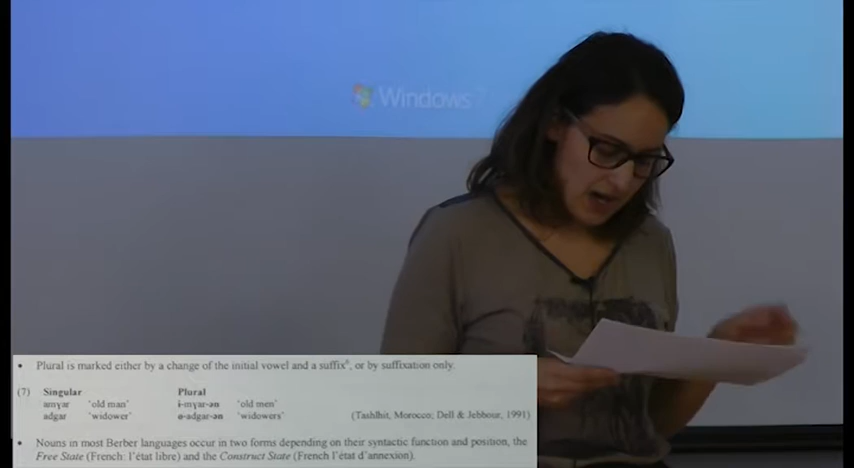 Windows 7
• Plural is marked either by a change of the initial vowel and a suffix⁶, or by suffixation only.
(7) Singular Plural
amɣar ‘old man’ i-mɣar-ən ‘old men’
adgar ‘widower’ ə-adgar-ən ‘widowers’ (Tashlhit, Morocco; Dell & Jebbour, 1991)
• Nouns in most Berber languages occur in two forms depending on their syntactic function and position, the
Free State (French: l’état libre) and the Construct State (French l’état d’annexion).